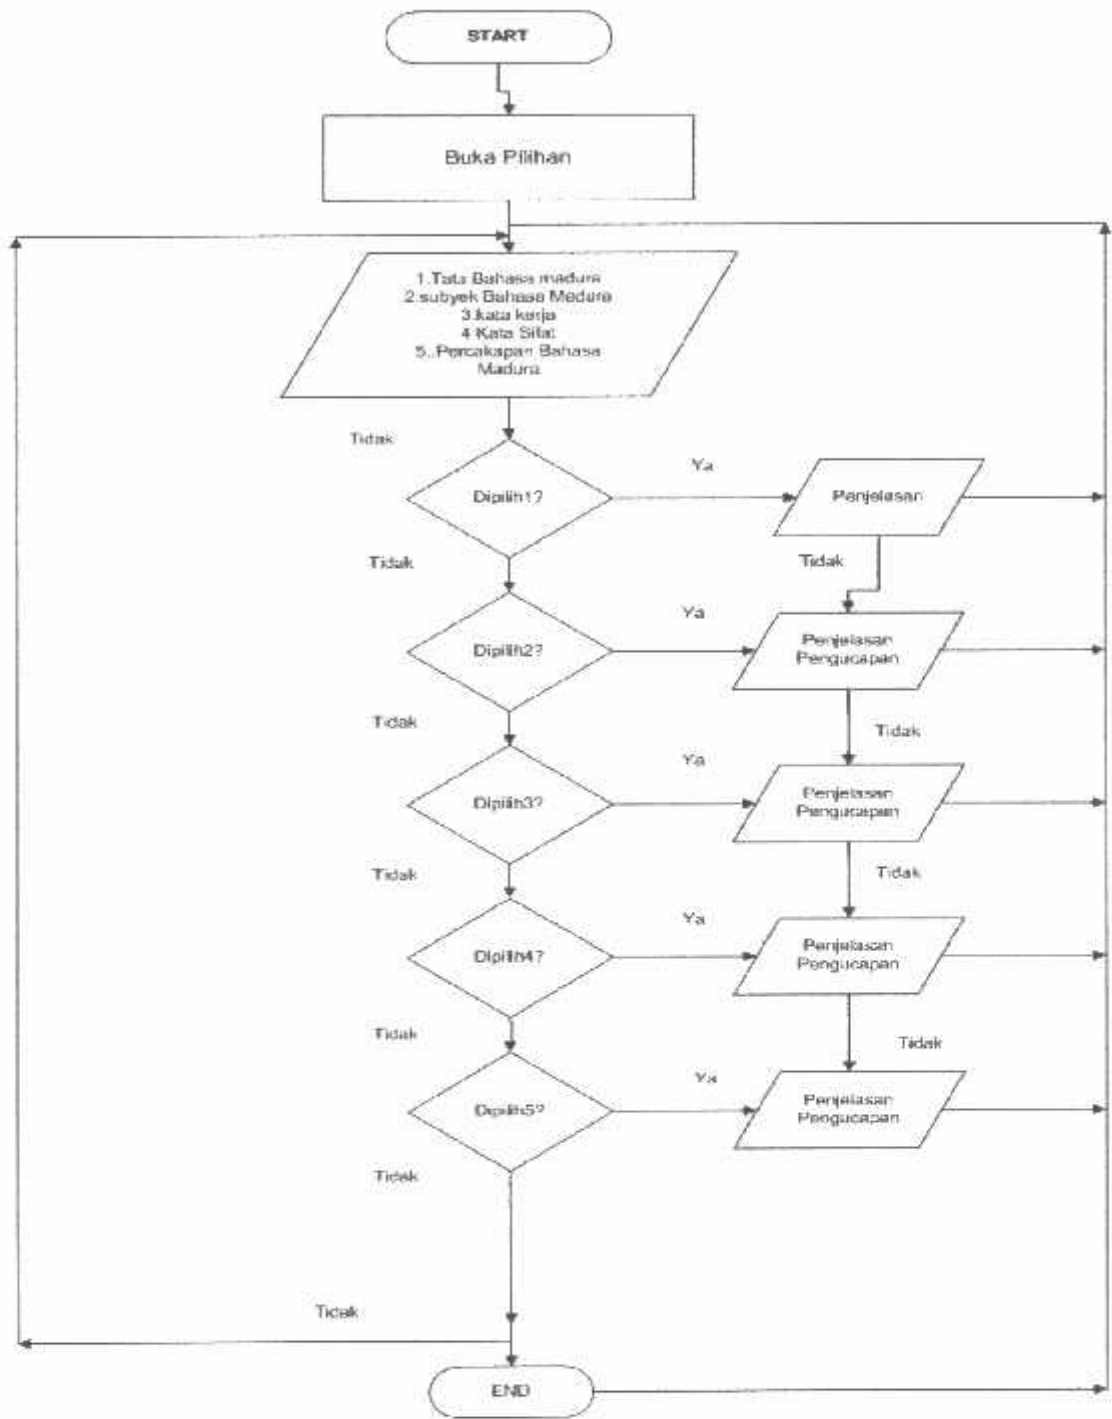 START
Buka Pilihan
1.Tata Bahasa madura
2.subyek Bahasa Madura
3.kata kerja
4.Kata Sifat
5..Percakapan Bahasa
Madura
Tidak
Dipilih1?
Ya
Penjelasan
Tidak
Tidak
Dipilih2?
Ya
Penjelasan
Pengucapan
Tidak
Tidak
Dipilih3?
Ya
Penjelasan
Pengucapan
Tidak
Tidak
Dipilih4?
Ya
Penjelasan
Pengucapan
Tidak
Tidak
Dipilih5?
Ya
Penjelasan
Pengucapan
Tidak
Tidak
END